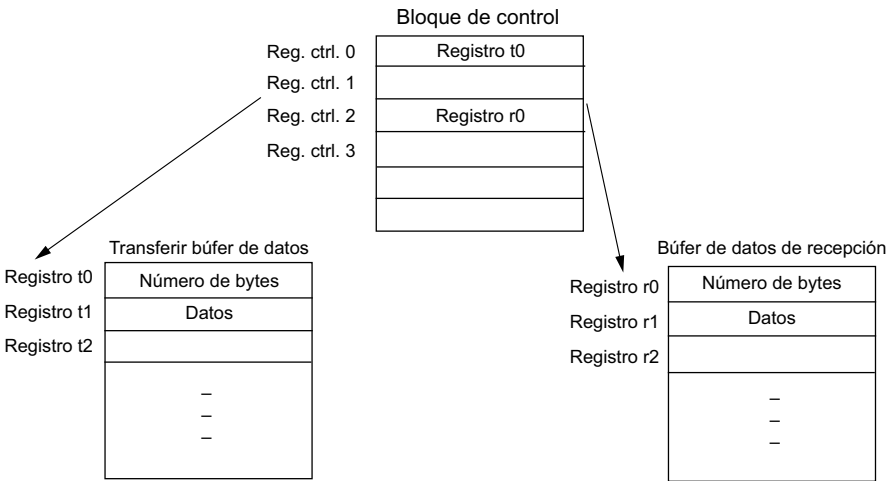 Bloque de control
Reg. ctrl. 0 Registro t0
Reg. ctrl. 1
Reg. ctrl. 2 Registro r0
Reg. ctrl. 3
Transferir búfer de datos
Registro t0 Número de bytes
Registro t1 Datos
Registro t2
–
–
–
Búfer de datos de recepción
Registro r0 Número de bytes
Registro r1 Datos
Registro r2
–
–
–